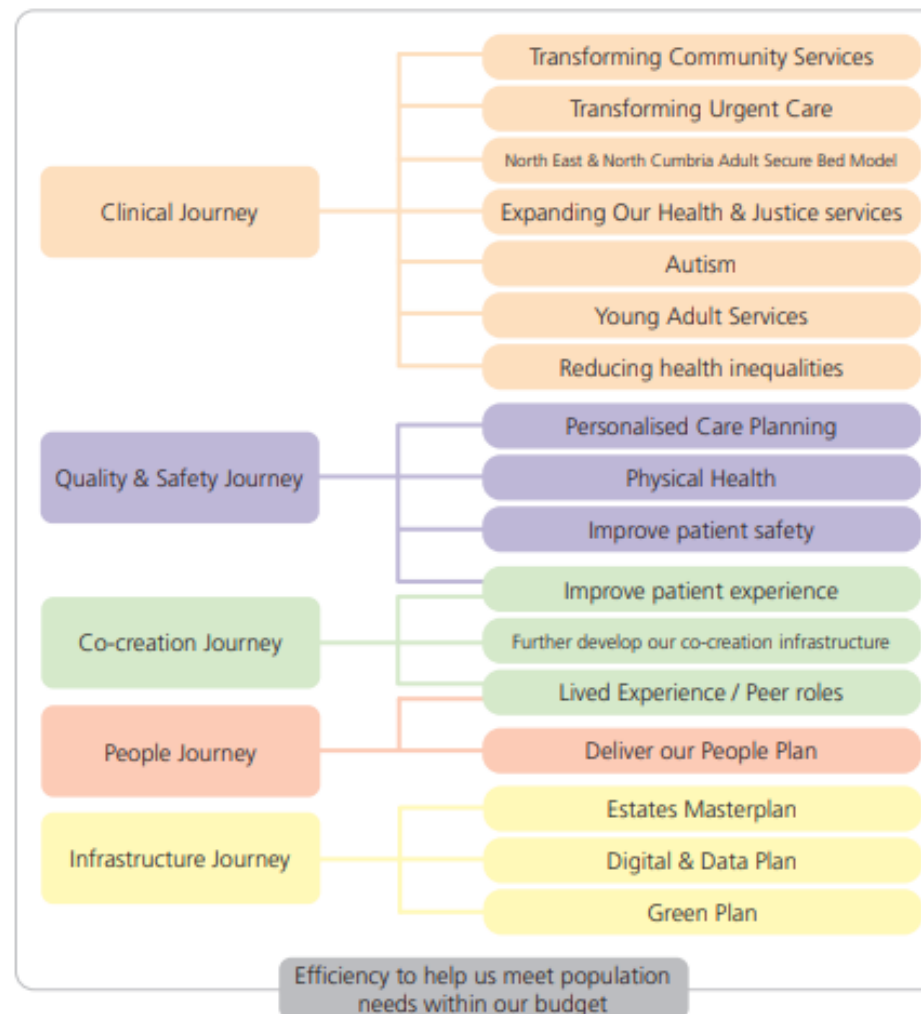 Clinical Journey
Transforming Community Services
Transforming Urgent Care
North East & North Cumbria Adult Secure Bed Model
Expanding Our Health & Justice services
Autism
Young Adult Services
Reducing health inequalities
Quality & Safety Journey
Personalised Care Planning
Physical Health
Improve patient safety
Improve patient experience
Co-creation Journey
Further develop our co-creation infrastructure
Lived Experience / Peer roles
People Journey
Deliver our People Plan
Infrastructure Journey
Estates Masterplan
Digital & Data Plan
Green Plan
Efficiency to help us meet population
needs within our budget